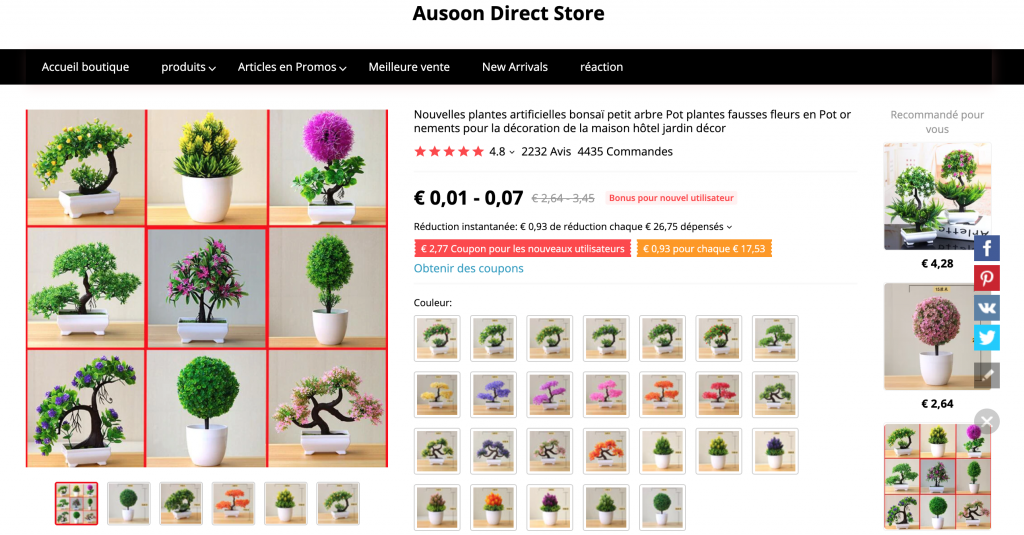 Ausoon Direct Store
Accueil boutique produits Articles en Promos Meilleure vente New Arrivals réaction
Nouvelles plantes artificielles bonsaï petit arbre Pot plantes fausses fleurs en Pot or
nements pour la décoration de la maison hôtel jardin décor
4.8 2232 Avis 4435 Commandes
€ 0,01 - 0,07 € 2,64 - 3,45 Bonus pour nouvel utilisateur
Réduction instantanée: € 0,93 de réduction chaque € 26,75 dépensés
€ 2,77 Coupon pour les nouveaux utilisateurs € 0,93 pour chaque € 17,53
Obtenir des coupons
Couleur:
Recommandé pour
vous
€ 4,28
€ 2,64